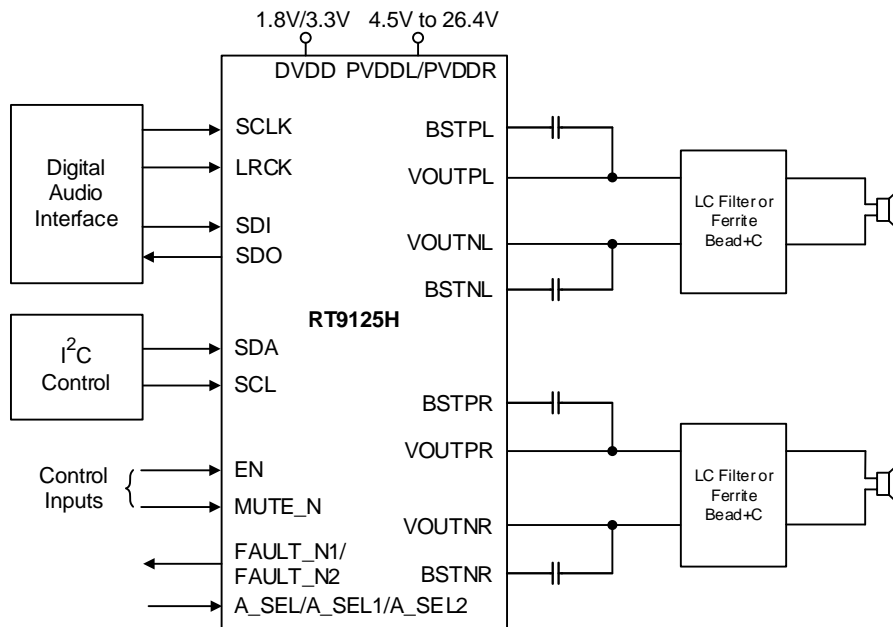 1.8V/3.3V
4.5V to 26.4V
DVDD
PVDDL/PVDDR
Digital
Audio
Interface
SCLK
LRCK
SDI
SDO
I²C
Control
SDA
SCL
Control
Inputs
EN
MUTE_N
FAULT_N1/
FAULT_N2
A_SEL/A_SEL1/A_SEL2
RT9125H
BSTPL
VOUTPL
VOUTNL
BSTNL
BSTPR
VOUTPR
VOUTNR
BSTNR
LC Filter or
Ferrite
Bead+C
LC Filter or
Ferrite
Bead+C